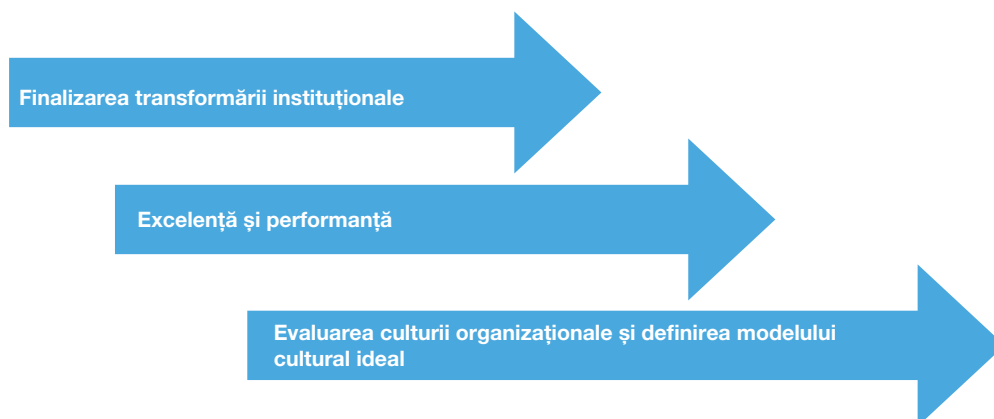 Finalizarea transformării instituționale
Excelență și performanță
Evaluarea culturii organizaționale și definirea modelului
cultural ideal